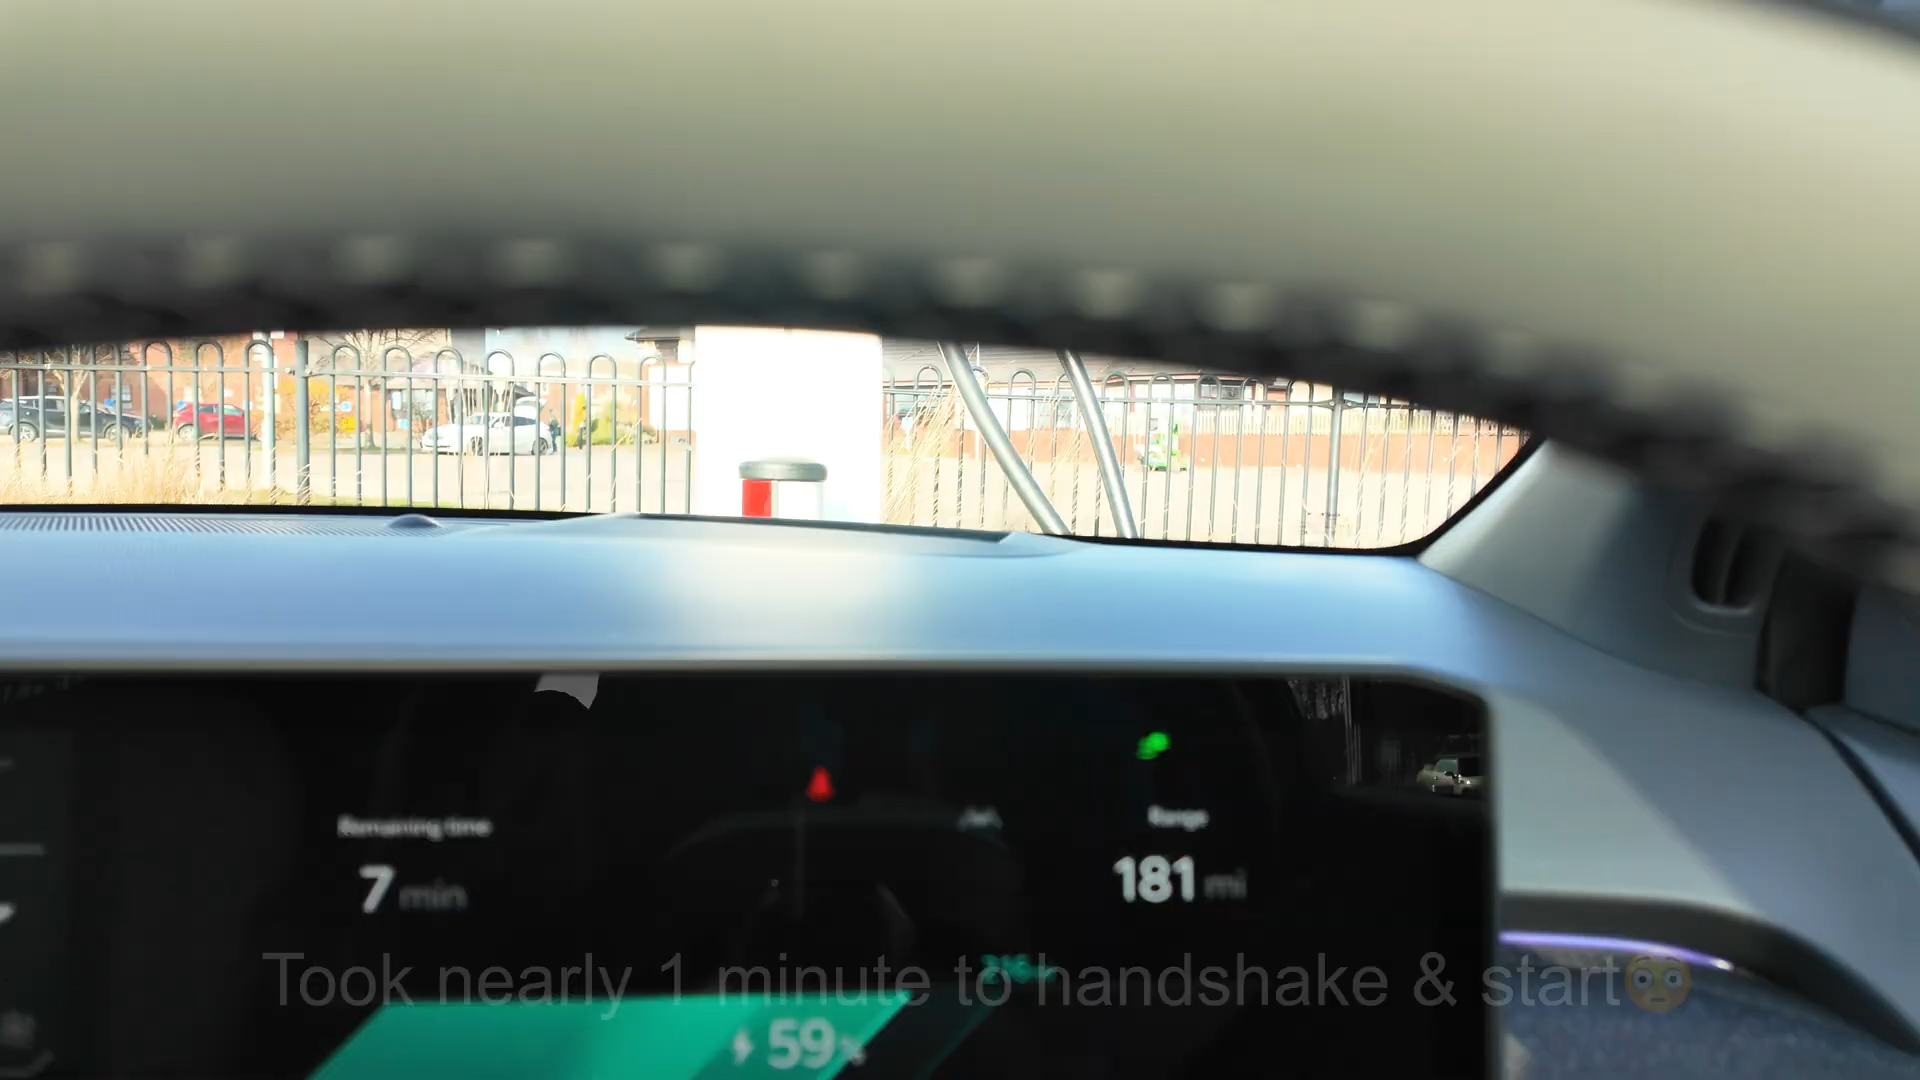 Remaining time
Range
7 min
181 mi
Took nearly 1 minute to handshake & start😳
59%